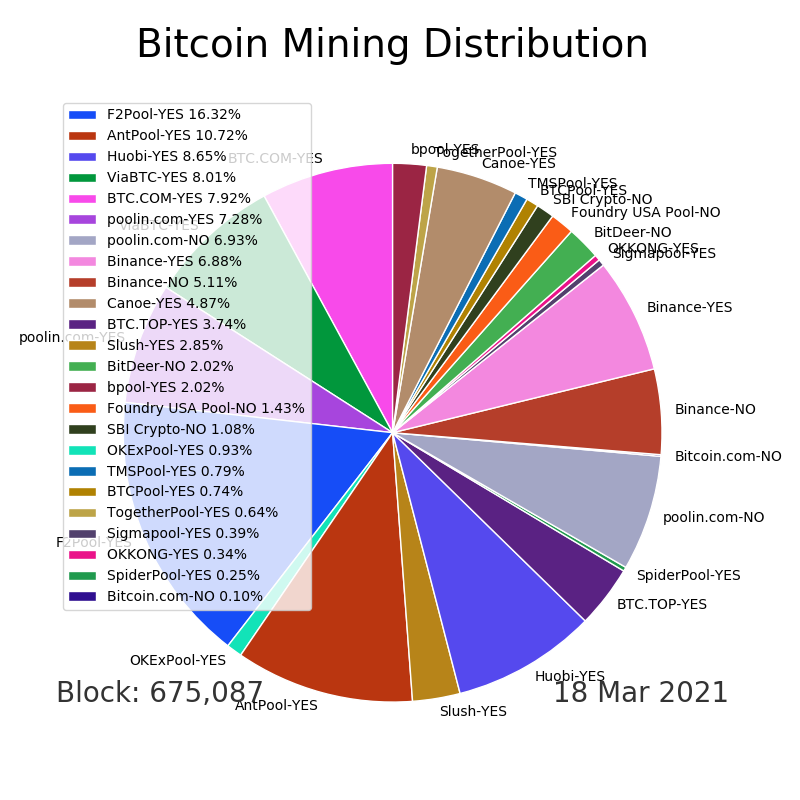 Bitcoin Mining Distribution
F2Pool-YES 16.32%
AntPool-YES 10.72%
Huobi-YES 8.65%
ViaBTC-YES 8.01%
BTC.COM-YES 7.92%
poolin.com-YES 7.28%
poolin.com-NO 6.93%
Binance-YES 6.88%
Binance-NO 5.11%
Canoe-YES 4.87%
BTC.TOP-YES 3.74%
Slush-YES 2.85%
BitDeer-NO 2.02%
bpool-YES 2.02%
Foundry USA Pool-NO 1.43%
SBI Crypto-NO 1.08%
OKExPool-YES 0.93%
TMSPool-YES 0.79%
BTCPool-YES 0.74%
TogetherPool-YES 0.64%
Sigmapool-YES 0.39%
OKKONG-YES 0.34%
SpiderPool-YES 0.25%
Bitcoin.com-NO 0.10%
bpool-YES
TogetherPool-YES
Canoe-YES
TMSPool-YES
BTCPool-YES
SBI Crypto-NO
Foundry USA Pool-NO
BitDeer-NO
OKKONG-YES
Sigmapool-YES
Binance-YES
Binance-NO
Bitcoin.com-NO
poolin.com-NO
SpiderPool-YES
BTC.TOP-YES
Huobi-YES
Slush-YES
AntPool-YES
OKExPool-YES
F2Pool-YES
poolin.com-YES
ViaBTC-YES
BTC.COM-YES
Block: 675,087
18 Mar 2021